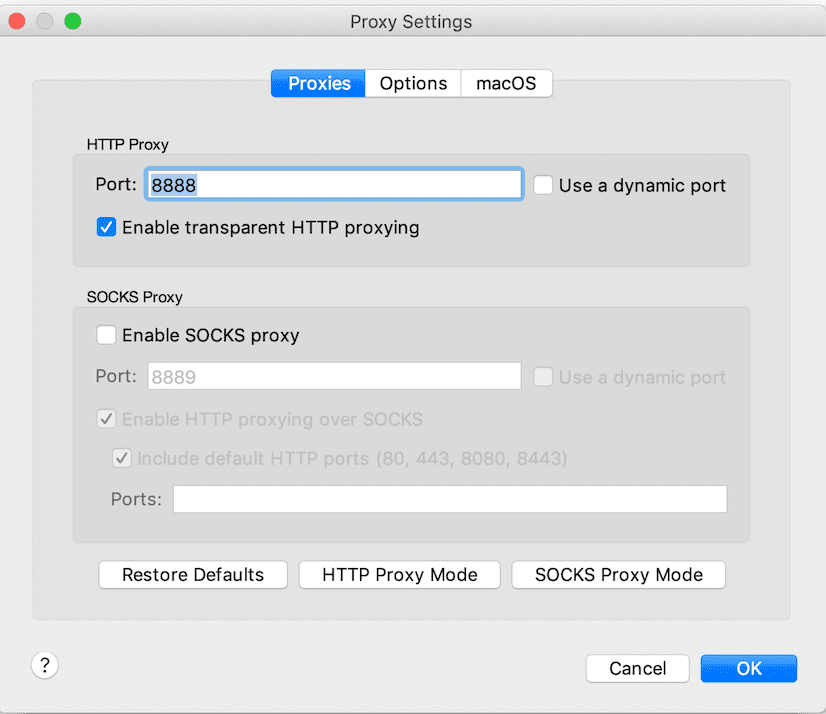 Proxy Settings
Proxies Options macOS
HTTP Proxy
Port: 8888 Use a dynamic port
Enable transparent HTTP proxying
SOCKS Proxy
Enable SOCKS proxy
Port: 8889 Use a dynamic port
Enable HTTP proxying over SOCKS
Include default HTTP ports (80, 443, 8080, 8443)
Ports:
Restore Defaults HTTP Proxy Mode SOCKS Proxy Mode
? Cancel OK